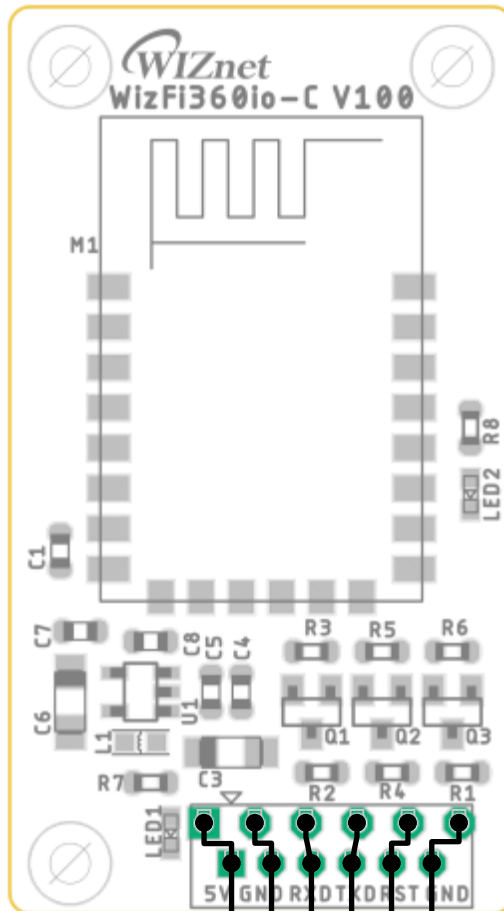 WIZnet
WizFi360io-C V100
M1
R8
LED2
C1
C7
C8
C5
C4
R3
R5
R6
C6
U1
L1
Q1
Q2
Q3
R7
C3
R2
R4
R1
LED1
5V GND RXD TXD RST GND